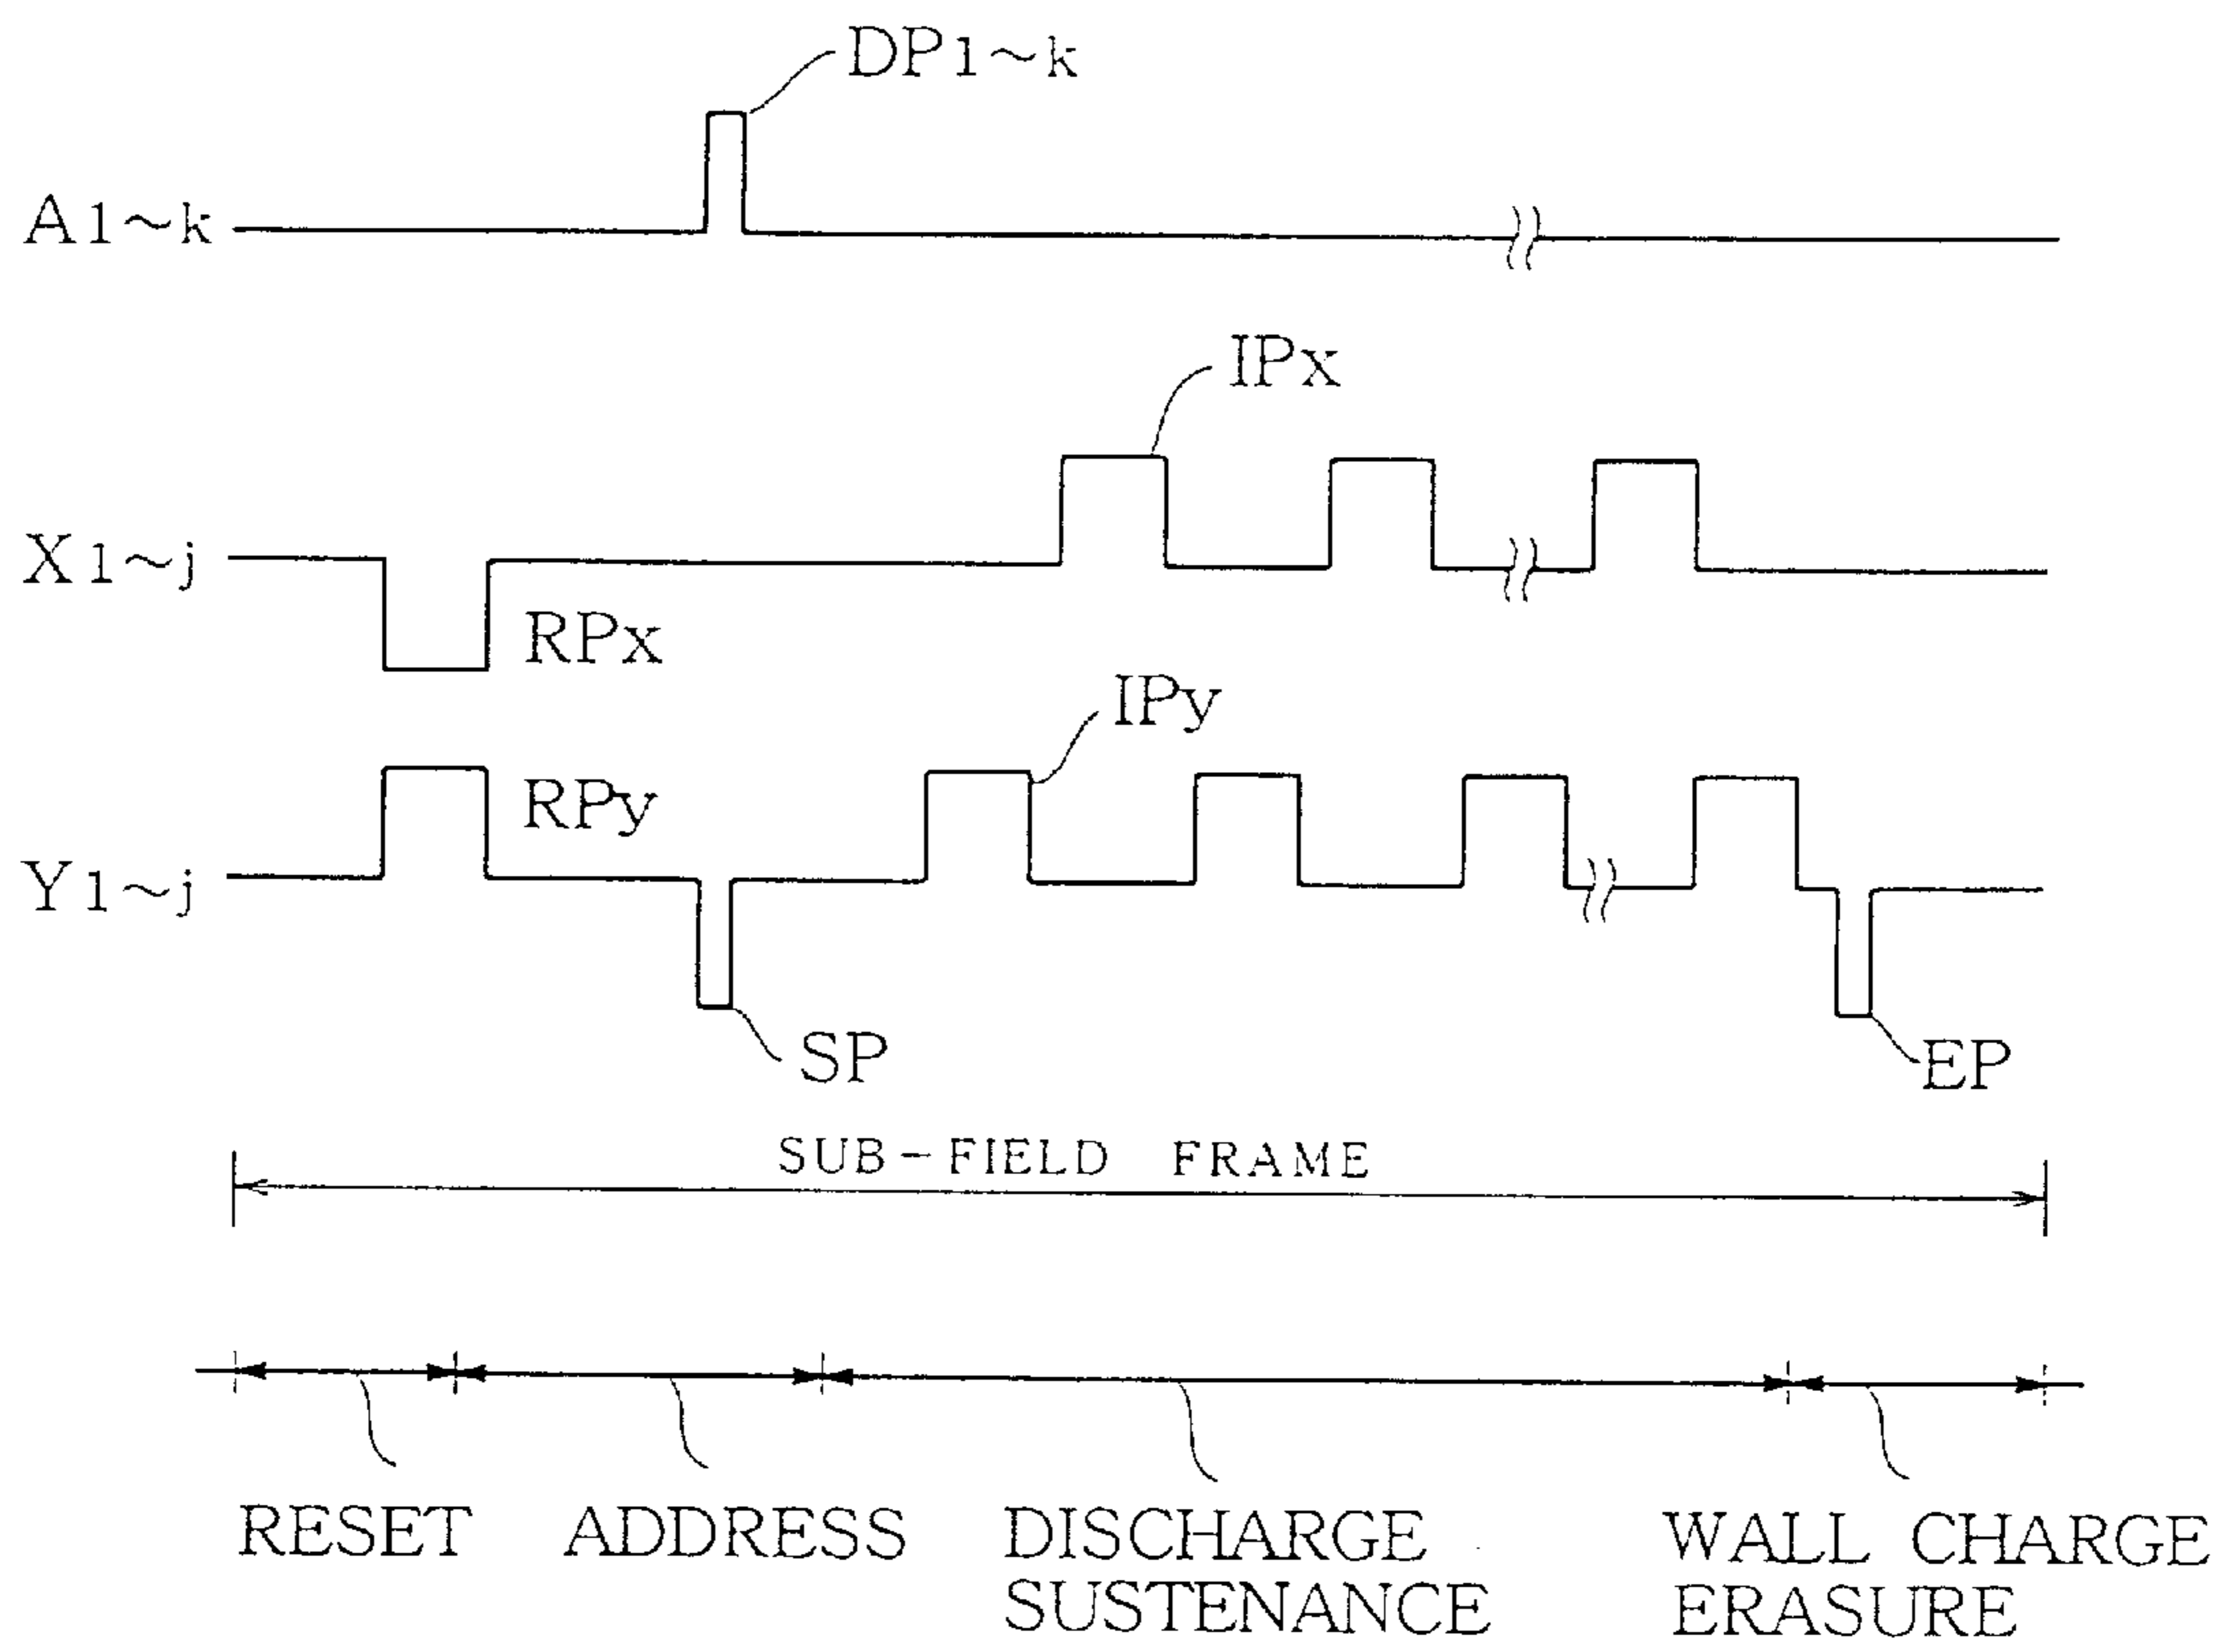 DP1~k
A1~k
IPx
X1~j
RPx
IPy
RPy
Y1~j
SP
EP
SUB-FIELD FRAME
RESET
ADDRESS
DISCHARGE
SUSTENANCE
WALL CHARGE
ERASURE